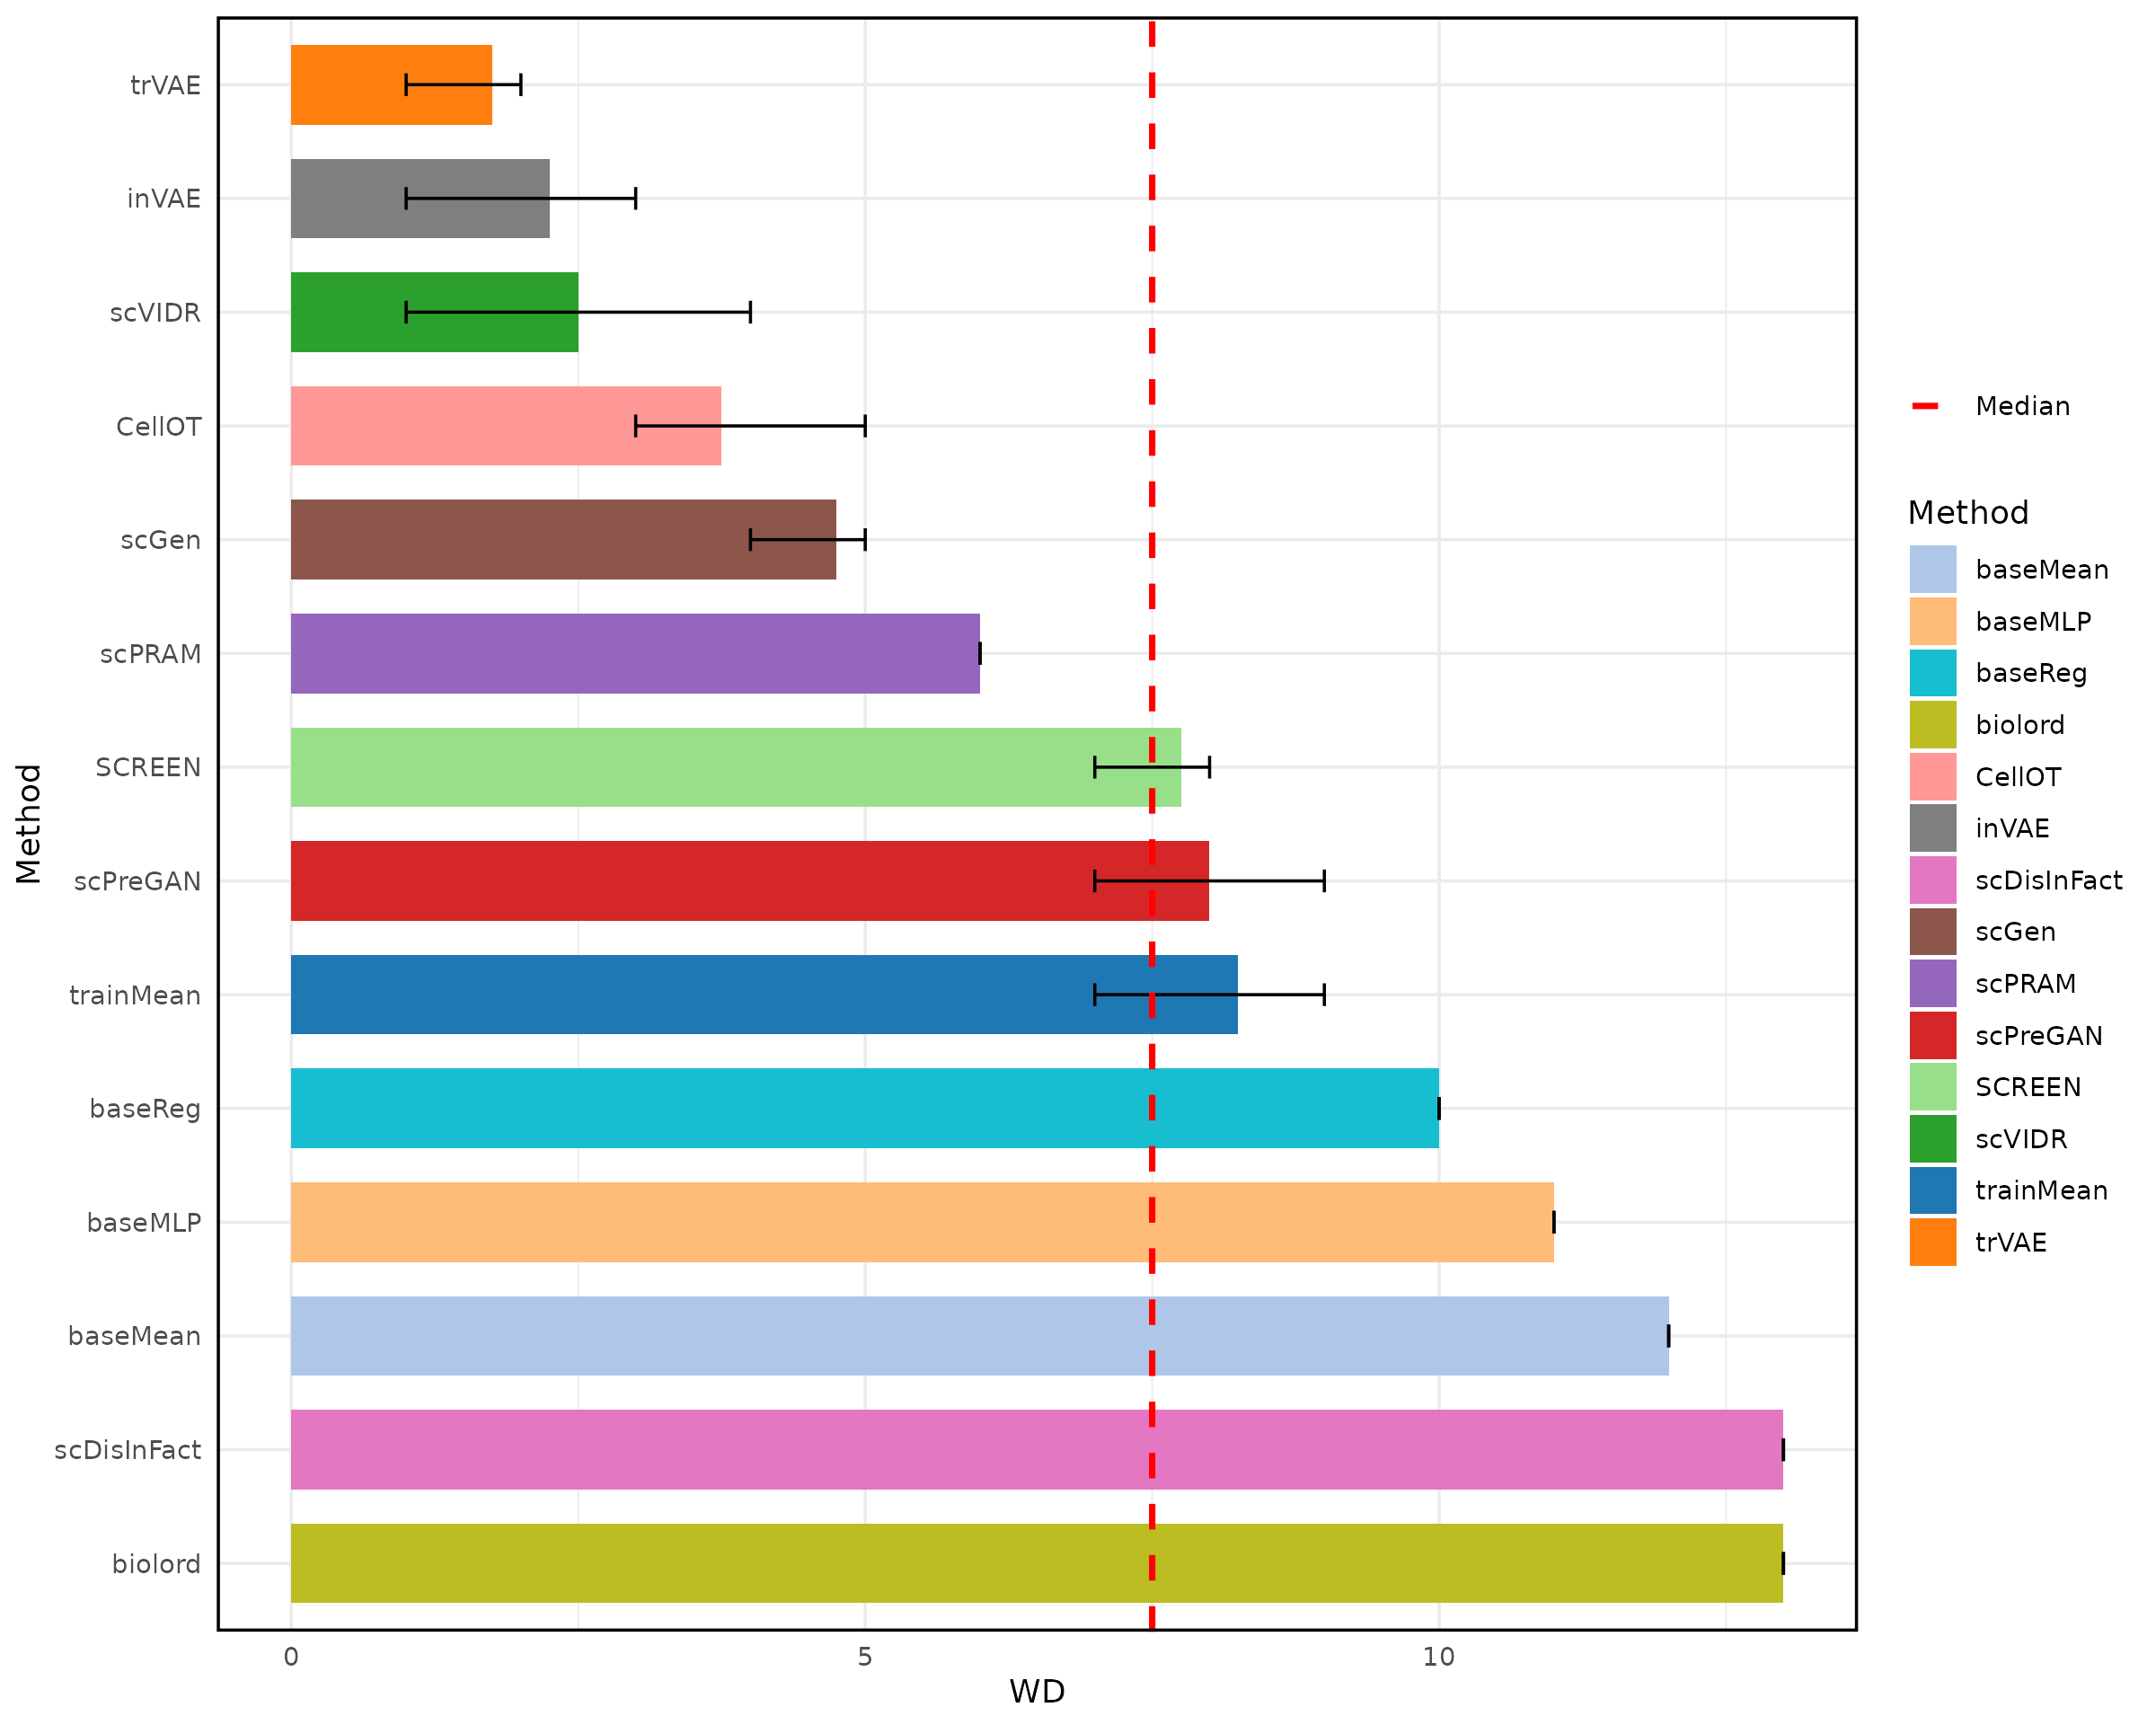 Method
trVAE
inVAE
scVIDR
CellOT
scGen
scPRAM
SCREEN
scPreGAN
trainMean
baseReg
baseMLP
baseMean
scDisInFact
biolord
0 5 10
WD
Median
Method
baseMean
baseMLP
baseReg
biolord
CellOT
inVAE
scDisInFact
scGen
scPRAM
scPreGAN
SCREEN
scVIDR
trainMean
trVAE